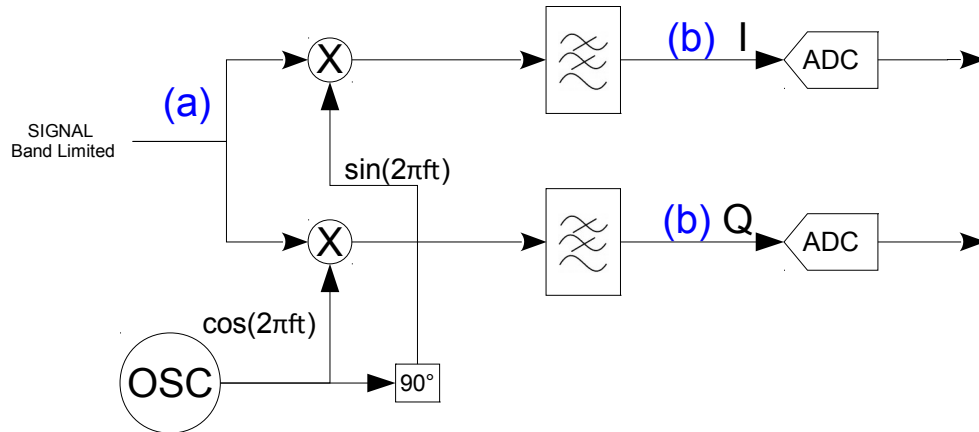 X
(b) I
ADC
(a)
SIGNAL
Band Limited
sin(2πft)
X
(b) Q
ADC
cos(2πft)
OSC
90°